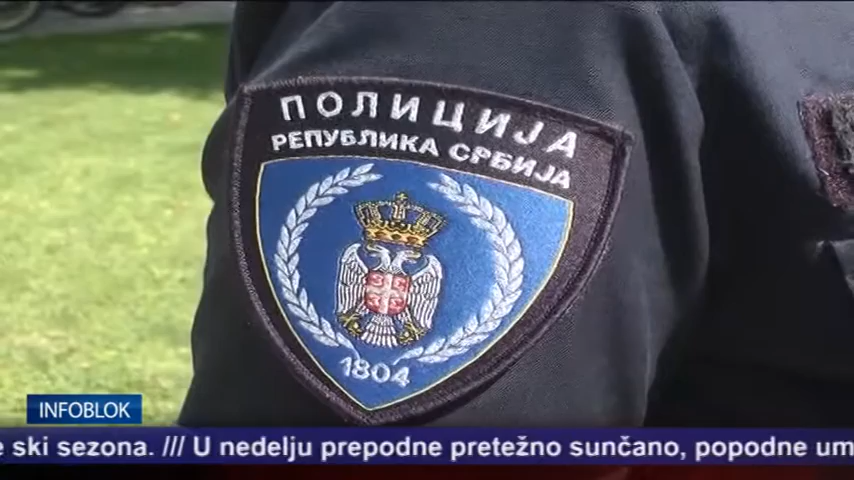 ПОЛИЦИЈА
РЕПУБЛИКА СРБИЈА
1804
INFOBLOK
ski sezona. /// U nedelju prepodne pretežno sunčano, popodne